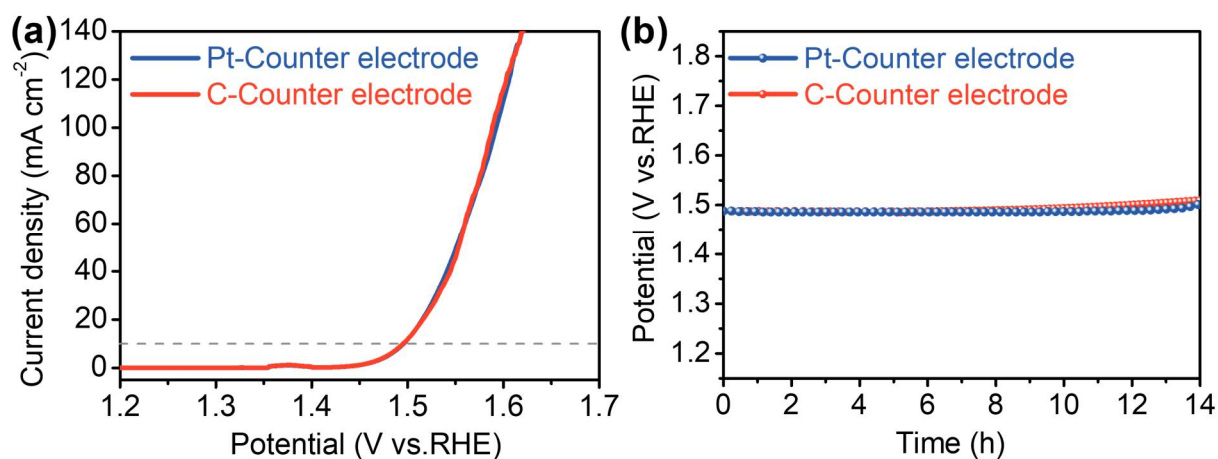 (a)
140
120
100
80
60
40
20
0
Current density (mA cm⁻²)
Pt-Counter electrode
C-Counter electrode
1.2 1.3 1.4 1.5 1.6 1.7
Potential (V vs.RHE)
(b)
1.8
1.7
1.6
1.5
1.4
1.3
1.2
Potential (V vs.RHE)
Pt-Counter electrode
C-Counter electrode
0 2 4 6 8 10 12 14
Time (h)